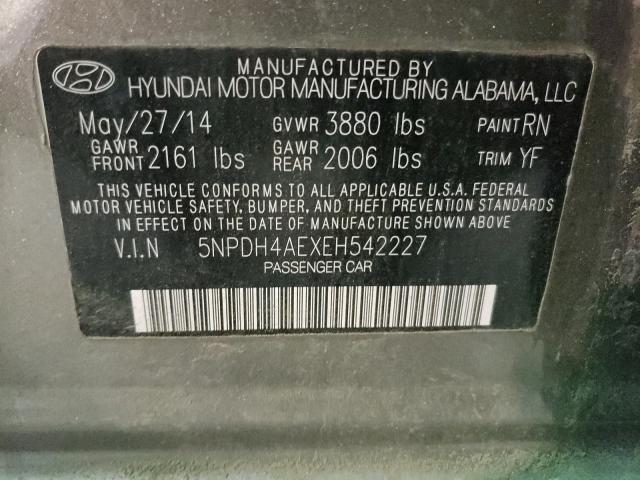 MANUFACTURED BY
HYUNDAI MOTOR MANUFACTURING ALABAMA, LLC
May/27/14 GVWR 3880 lbs PAINT RN
GAWR FRONT 2161 lbs GAWR REAR 2006 lbs TRIM YF
THIS VEHICLE CONFORMS TO ALL APPLICABLE U.S.A. FEDERAL
MOTOR VEHICLE SAFETY, BUMPER, AND THEFT PREVENTION STANDARDS
IN EFFECT ON THE DATE OF MANUFACTURE SHOWN ABOVE
V.I.N 5NPDH4AEXEH542227
PASSENGER CAR